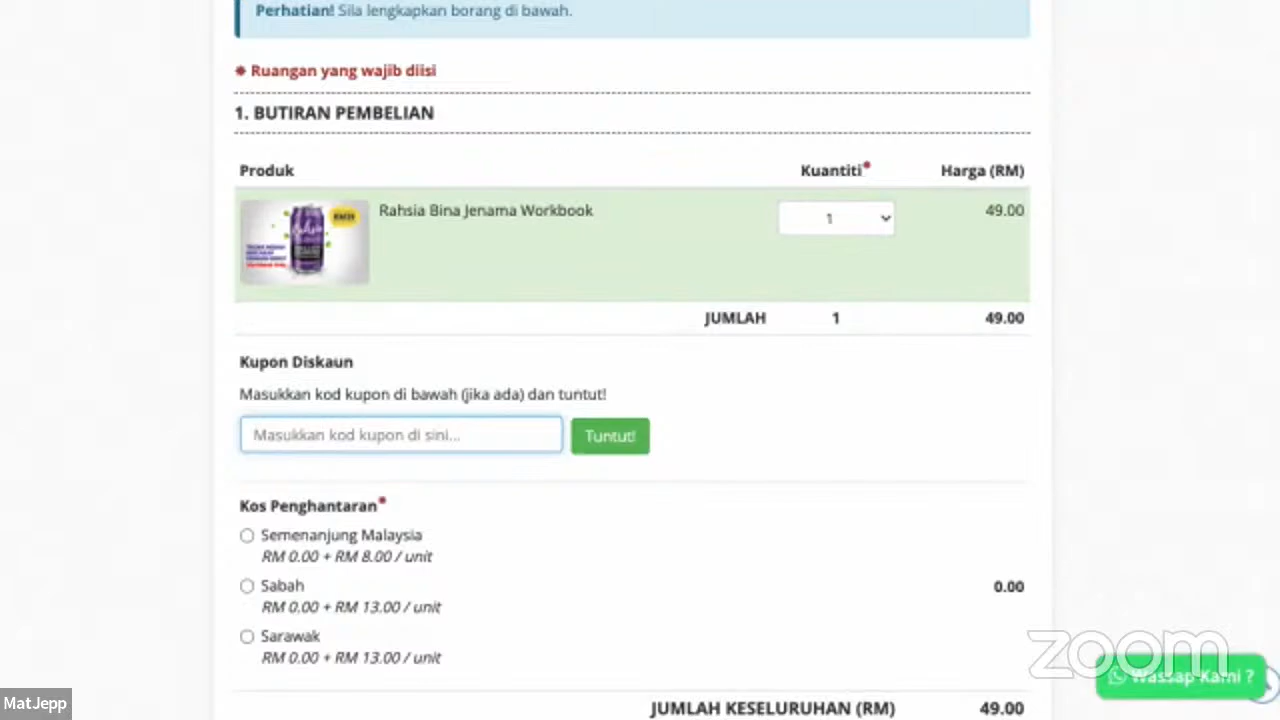 Perhatian! Sila lengkapkan borang di bawah.
* Ruangan yang wajib diisi
1. BUTIRAN PEMBELIAN
Produk Kuantiti* Harga (RM)
Rahsia Bina Jenama Workbook 1 49.00
JUMLAH 1 49.00
Kupon Diskaun
Masukkan kod kupon di bawah (jika ada) dan tuntut!
Masukkan kod kupon di sini... Tuntut!
Kos Penghantaran*
Semenanjung Malaysia
RM 0.00 + RM 8.00 / unit
Sabah 0.00
RM 0.00 + RM 13.00 / unit
Sarawak
RM 0.00 + RM 13.00 / unit
zoom
Wassap Kami ?
MatJepp
JUMLAH KESELURUHAN (RM) 49.00